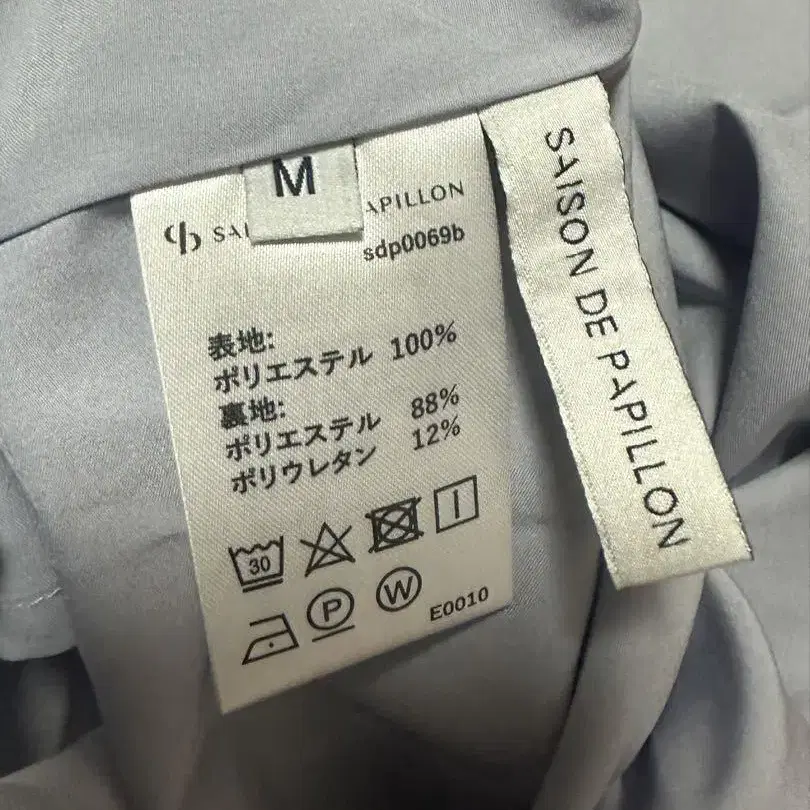 M
SAI PAPILLON
sdp0069b
表地:
ポリエステル 100%
裏地:
ポリエステル 88%
ポリウレタン 12%
30
P W
E0010
SAISON DE PAPILLON